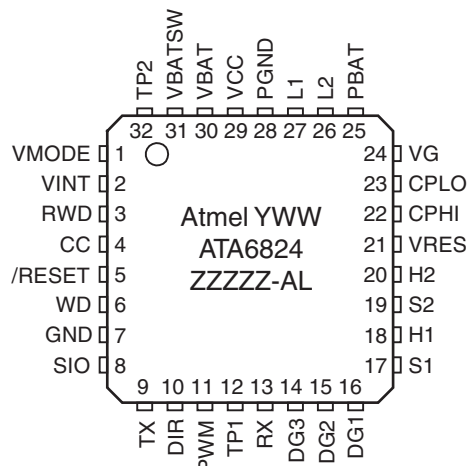 TP2 VBATSW VBAT VCC PGND L1 L2 PBAT
32 31 30 29 28 27 26 25
VMODE 1 24 VG
VINT 2 23 CPLO
RWD 3 Atmel YWW 22 CPHI
CC 4 ATA6824 21 VRES
/RESET 5 ZZZZZ-AL 20 H2
WD 6 19 S2
GND 7 18 H1
SIO 8 17 S1
9 10 11 12 13 14 15 16
TX DIR PWM TP1 RX DG3 DG2 DG1